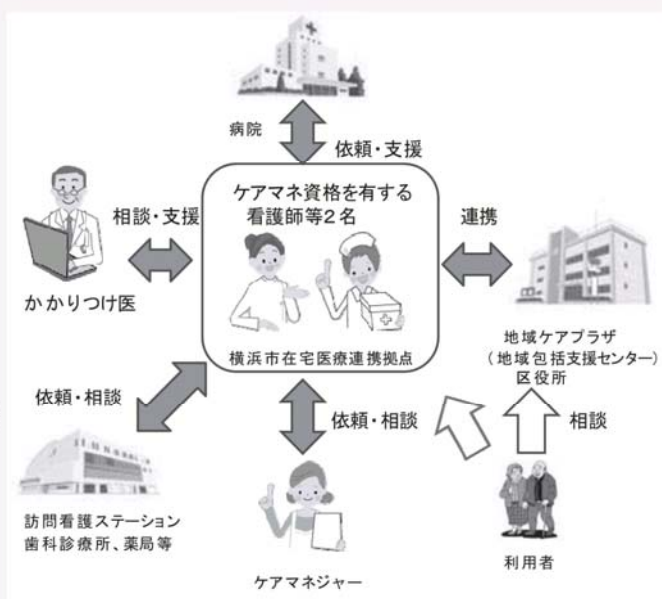 病院
依頼・支援
ケアマネ資格を有する
看護師等2名
相談・支援
連携
かかりつけ医
横浜市在宅医療連携拠点
地域ケアプラザ
（地域包括支援センター）
区役所
依頼・相談
依頼・相談
相談
訪問看護ステーション
歯科診療所、薬局等
ケアマネジャー
利用者